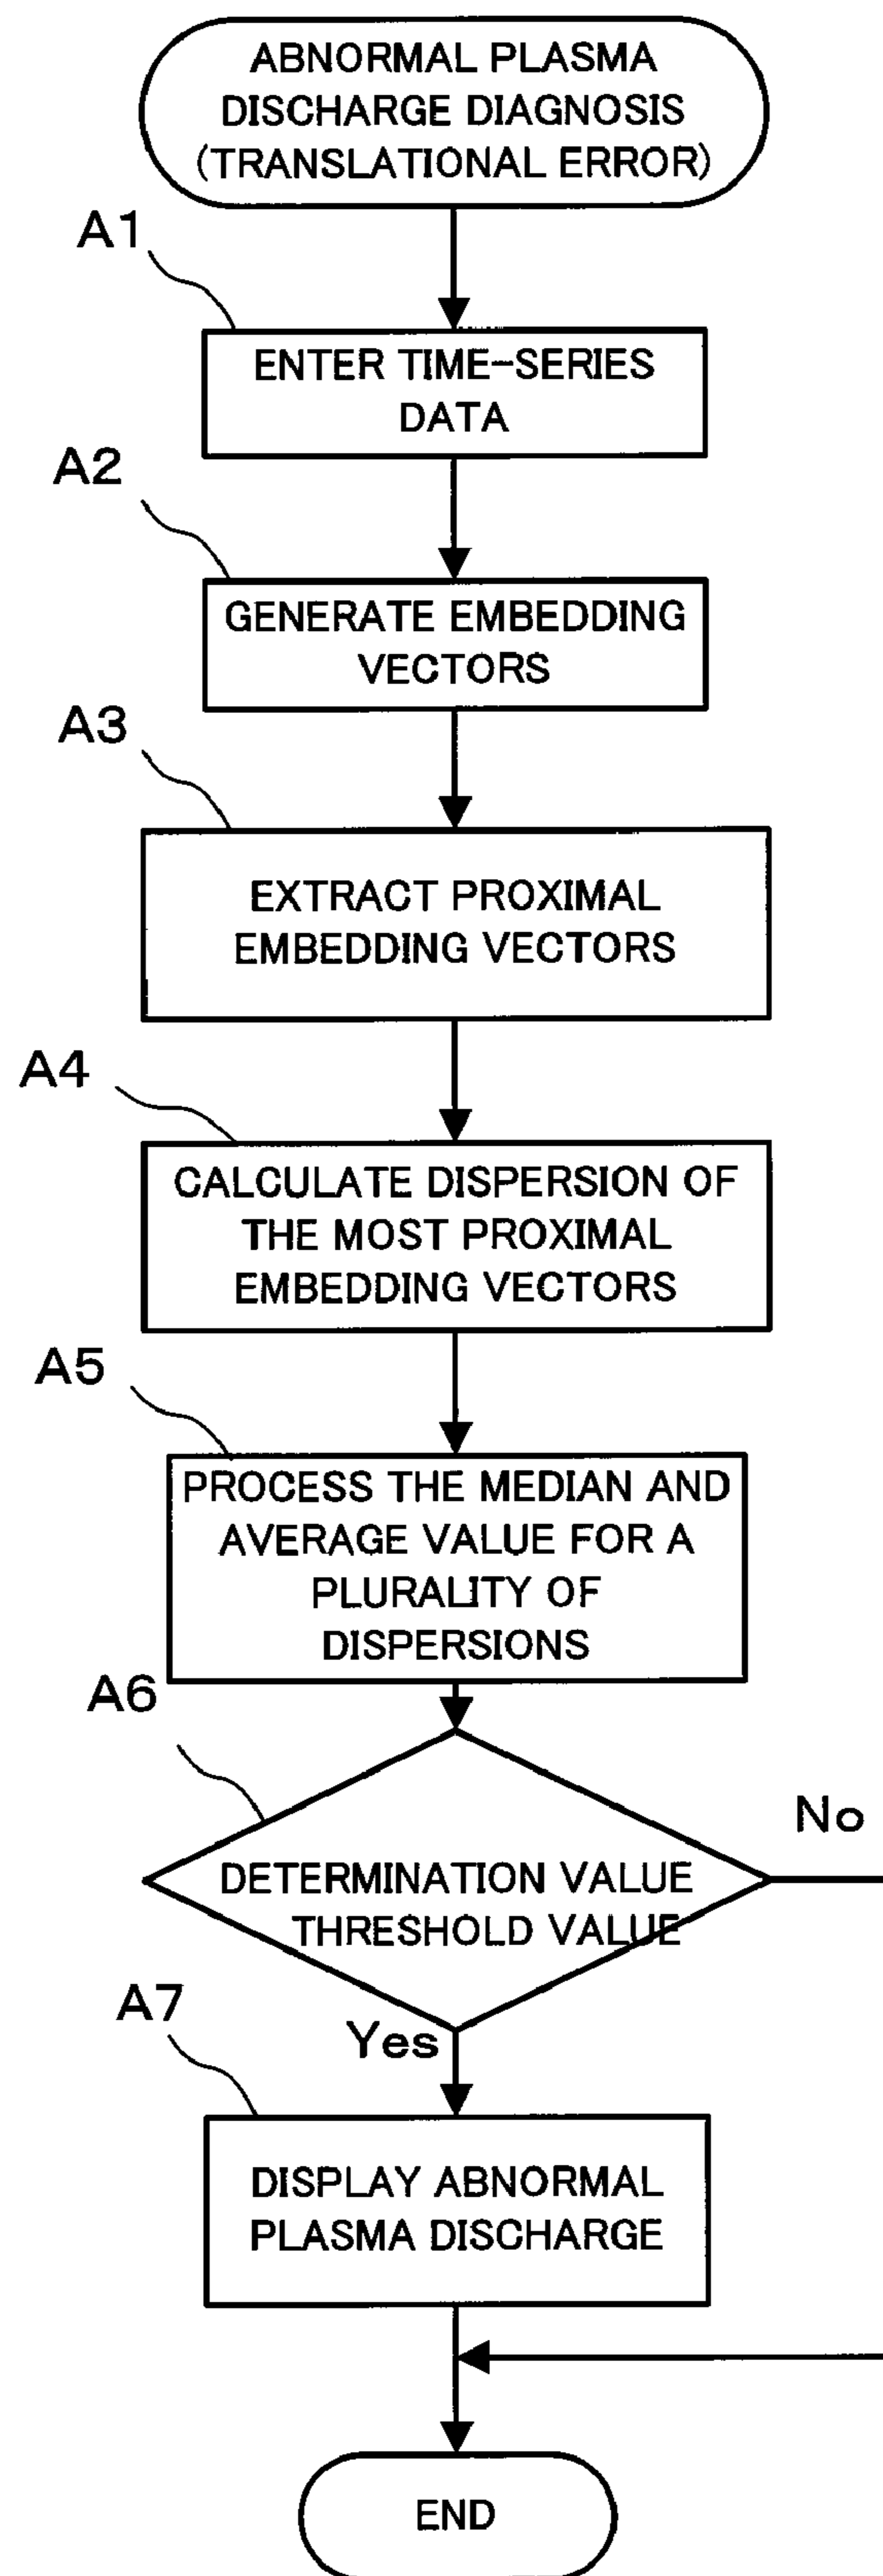 ABNORMAL PLASMA
DISCHARGE DIAGNOSIS
(TRANSLATIONAL ERROR)
A1
ENTER TIME-SERIES
DATA
A2
GENERATE EMBEDDING
VECTORS
A3
EXTRACT PROXIMAL
EMBEDDING VECTORS
A4
CALCULATE DISPERSION OF
THE MOST PROXIMAL
EMBEDDING VECTORS
A5
PROCESS THE MEDIAN AND
AVERAGE VALUE FOR A
PLURALITY OF
DISPERSIONS
A6
No
DETERMINATION VALUE
THRESHOLD VALUE
Yes
A7
DISPLAY ABNORMAL
PLASMA DISCHARGE
END